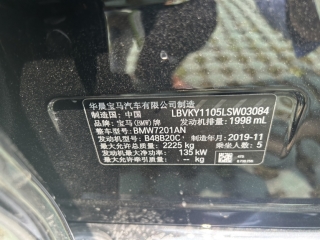 华晨宝马汽车有限公司制造
制造国：中国 LBVKY1105LSW03084
品牌：宝马(BMW)牌 发动机排量：1998 mL
整车型号：BMW7201AN
发动机型号：B48B20C 制造年月：2019-11
最大允许总质量：2225 kg 乘坐人数：5
发动机最大净功率：135 kW
最大允许牵引质量：-- kg